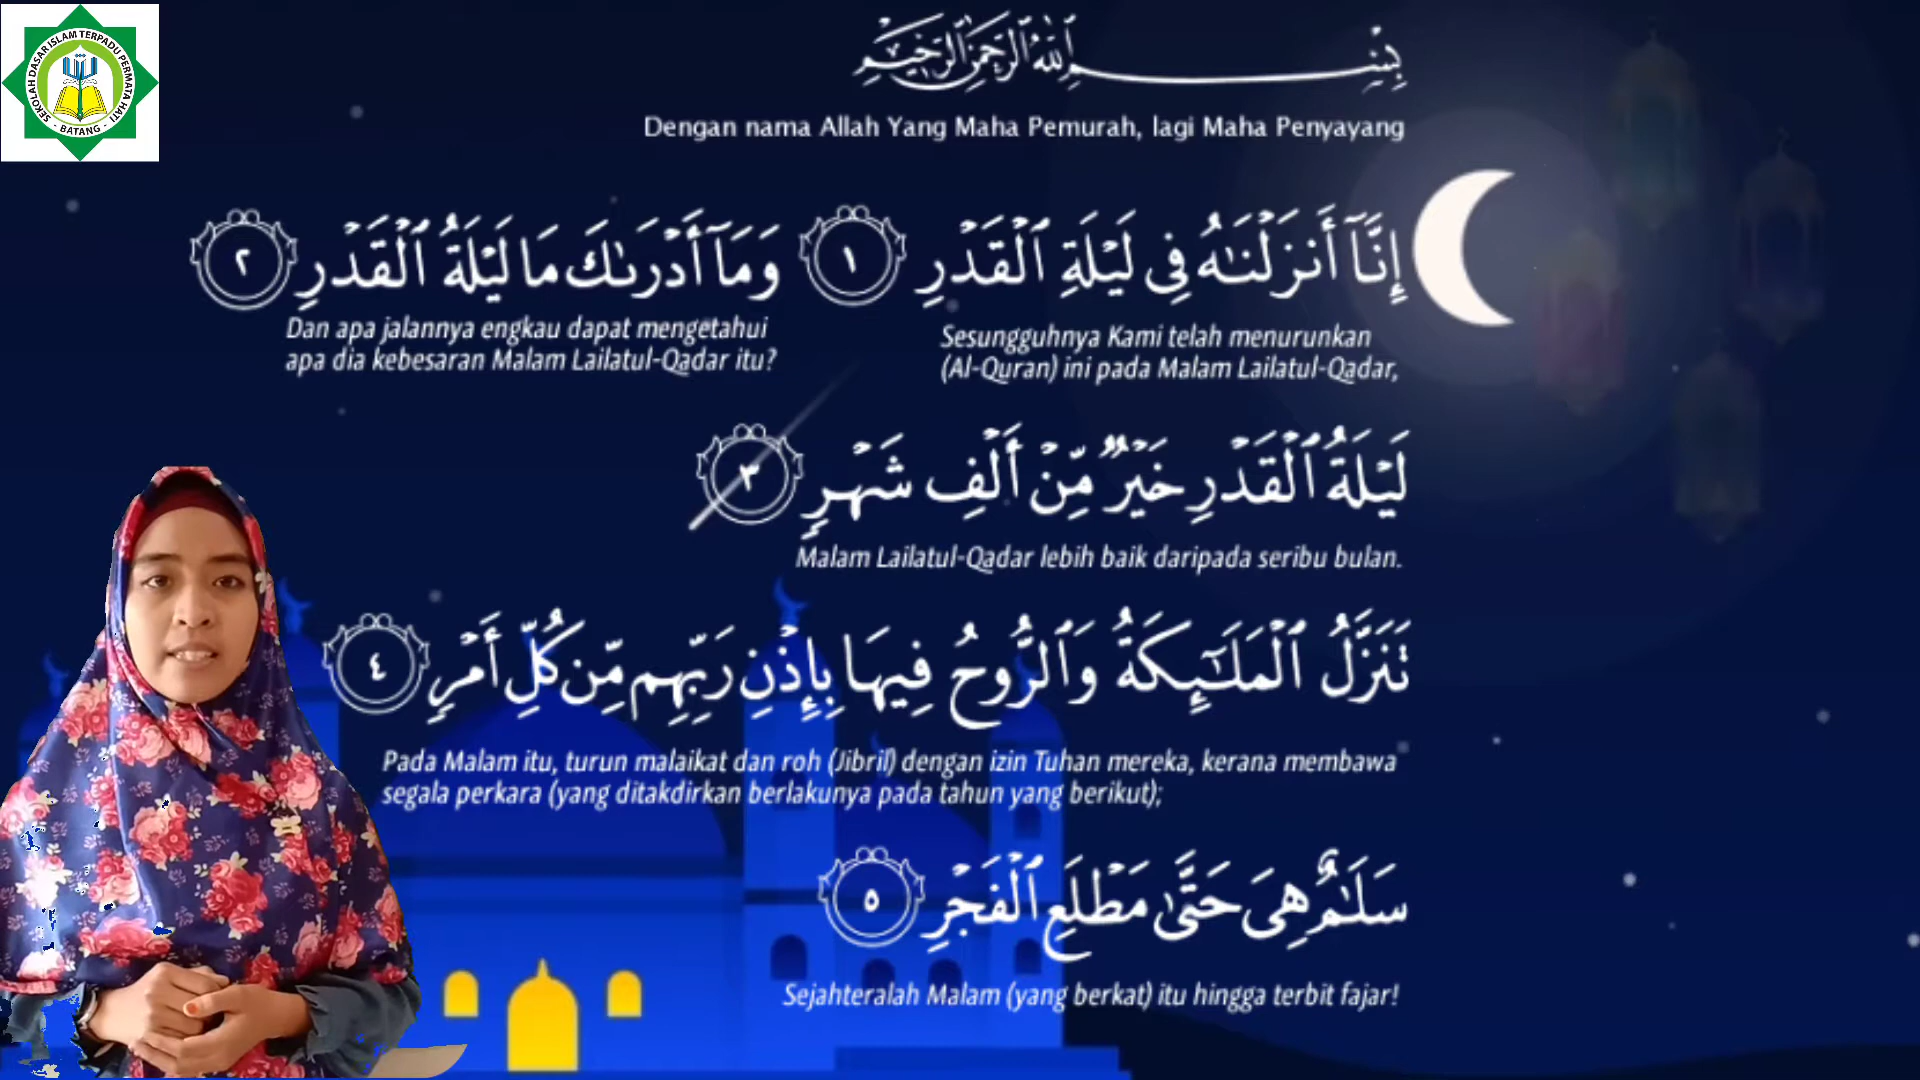 SEKOLAH DASAR ISLAM TERPADU PERMATA HATI
- BATANG -
بِسْمِ ٱللَّهِ ٱلرَّحْمَٰنِ ٱلرَّحِيمِ
Dengan nama Allah Yang Maha Pemurah, lagi Maha Penyayang
إِنَّآ أَنزَلْنَٰهُ فِى لَيْلَةِ ٱلْقَدْرِ ١ وَمَآ أَدْرَىٰكَ مَا لَيْلَةُ ٱلْقَدْرِ ٢
Sesungguhnya Kami telah menurunkan
(Al-Quran) ini pada Malam Lailatul-Qadar,
Dan apa jalannya engkau dapat mengetahui
apa dia kebesaran Malam Lailatul-Qadar itu?
لَيْلَةُ ٱلْقَدْرِ خَيْرٌ مِّنْ أَلْفِ شَهْرٍ ٣
Malam Lailatul-Qadar lebih baik daripada seribu bulan.
تَنَزَّلُ ٱلْمَلَٰٓئِكَةُ وَٱلرُّوحُ فِيهَا بِإِذْنِ رَبِّهِم مِّن كُلِّ أَمْرٍ ٤
Pada Malam itu, turun malaikat dan roh (Jibril) dengan izin Tuhan mereka, kerana membawa
segala perkara (yang ditakdirkan berlakunya pada tahun yang berikut);
سَلَٰمٌ هِىَ حَتَّىٰ مَطْلَعِ ٱلْفَجْرِ ٥
Sejahteralah Malam (yang berkat) itu hingga terbit fajar!